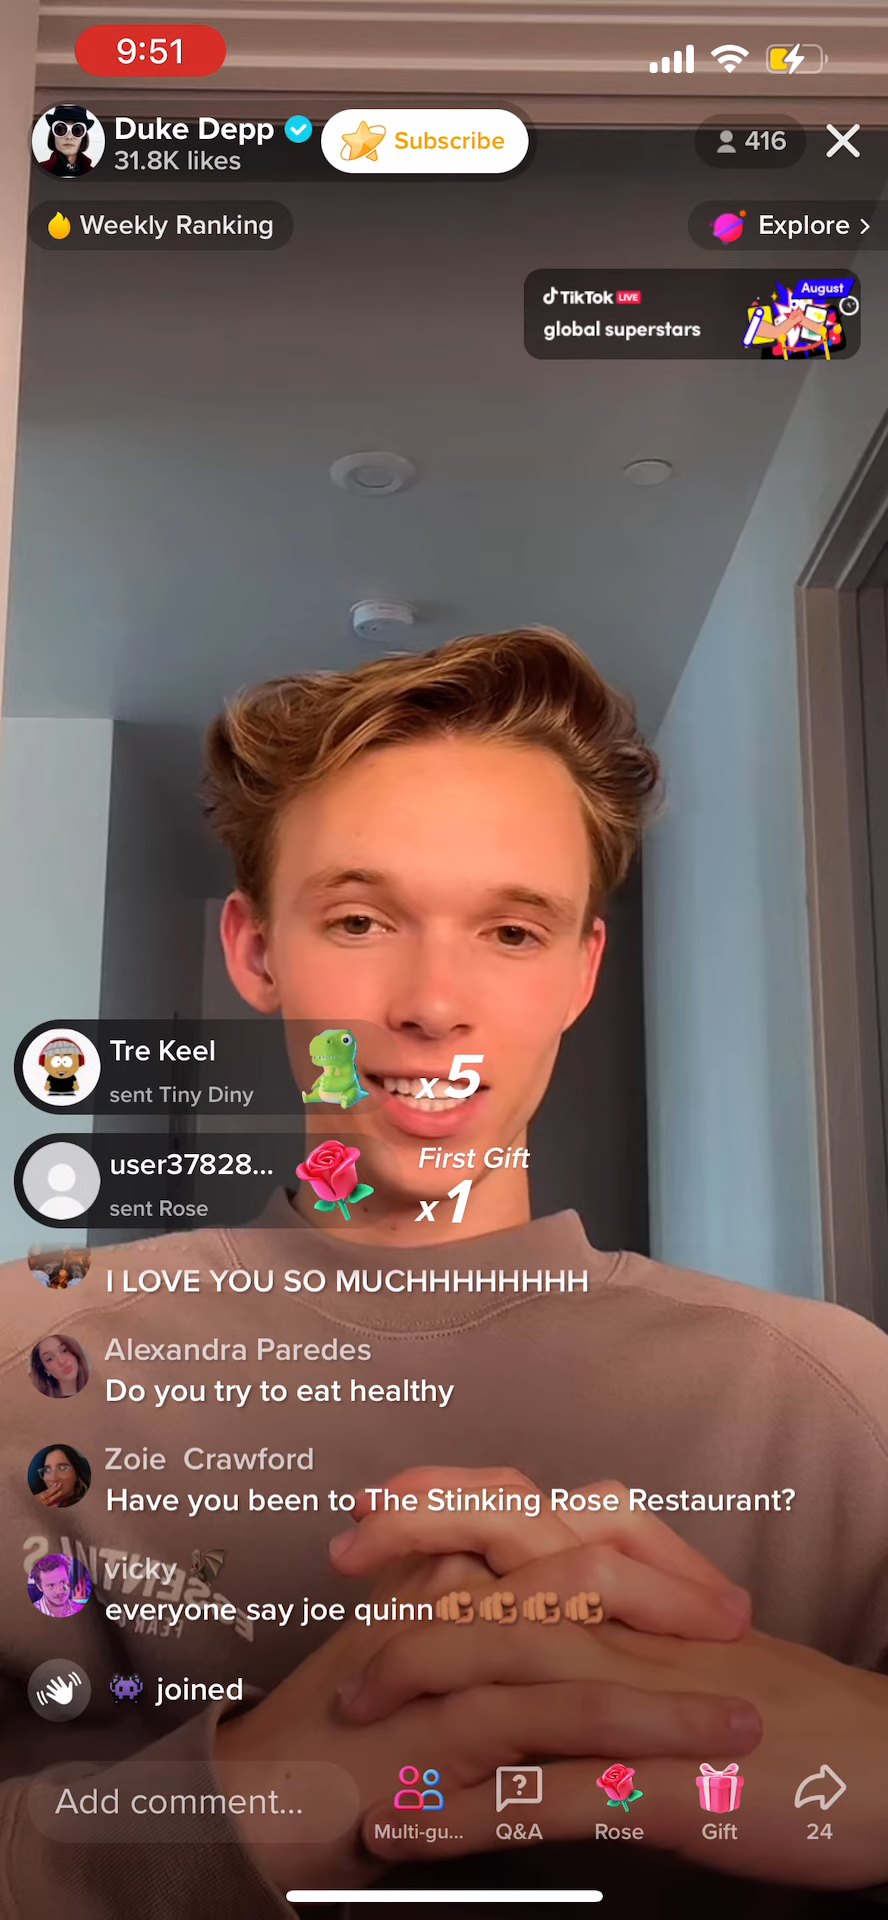 9:51
Duke Depp
31.8K likes
Subscribe
416
Weekly Ranking
Explore >
TikTok LIVE
global superstars
August
Tre Keel
sent Tiny Diny
x5
user37828...
sent Rose
First Gift
x1
I LOVE YOU SO MUCHHHHHHHH
Alexandra Paredes
Do you try to eat healthy
Zoie Crawford
Have you been to The Stinking Rose Restaurant?
vicky 🦇
everyone say joe quinn🫵🏼🫵🏼🫵🏼🫵🏼
👾 joined
Add comment...
Multi-gu...
Q&A
Rose
Gift
24